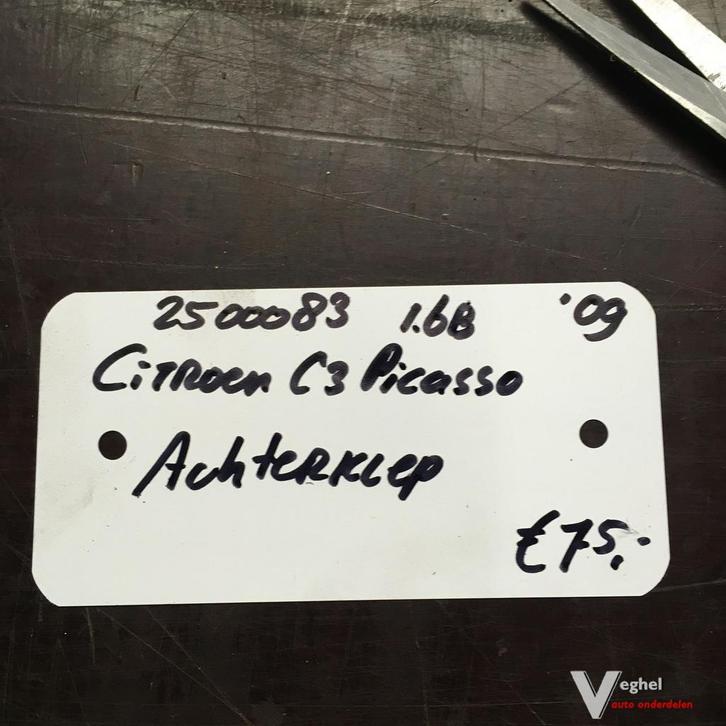 2500083 1.6B '09
Citroen C3 Picasso
Achterklep
€75,-
Veghel
auto onderdelen